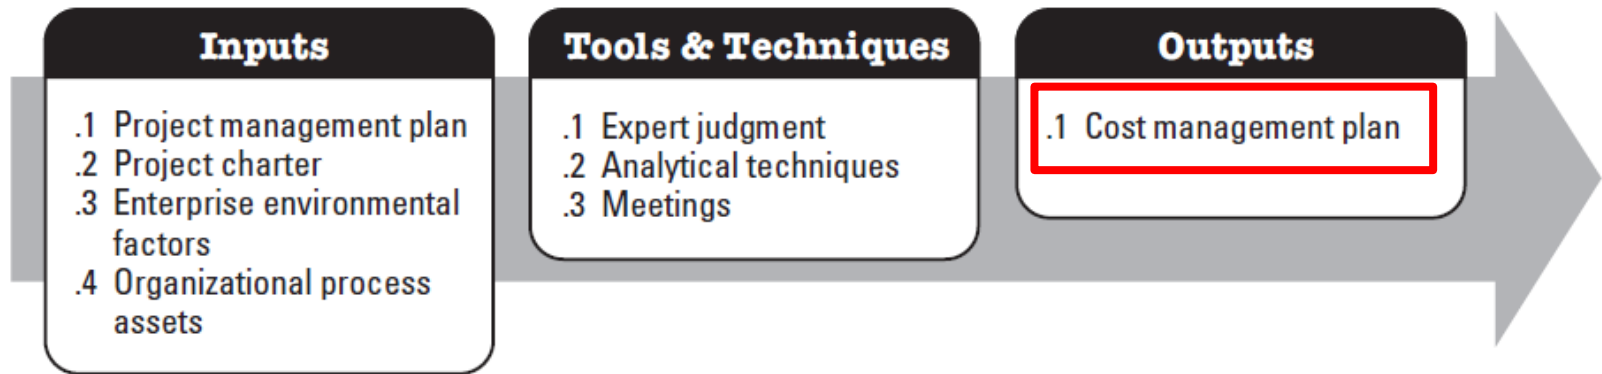 Inputs
.1 Project management plan
.2 Project charter
.3 Enterprise environmental
factors
.4 Organizational process
assets
Tools & Techniques
.1 Expert judgment
.2 Analytical techniques
.3 Meetings
Outputs
.1 Cost management plan